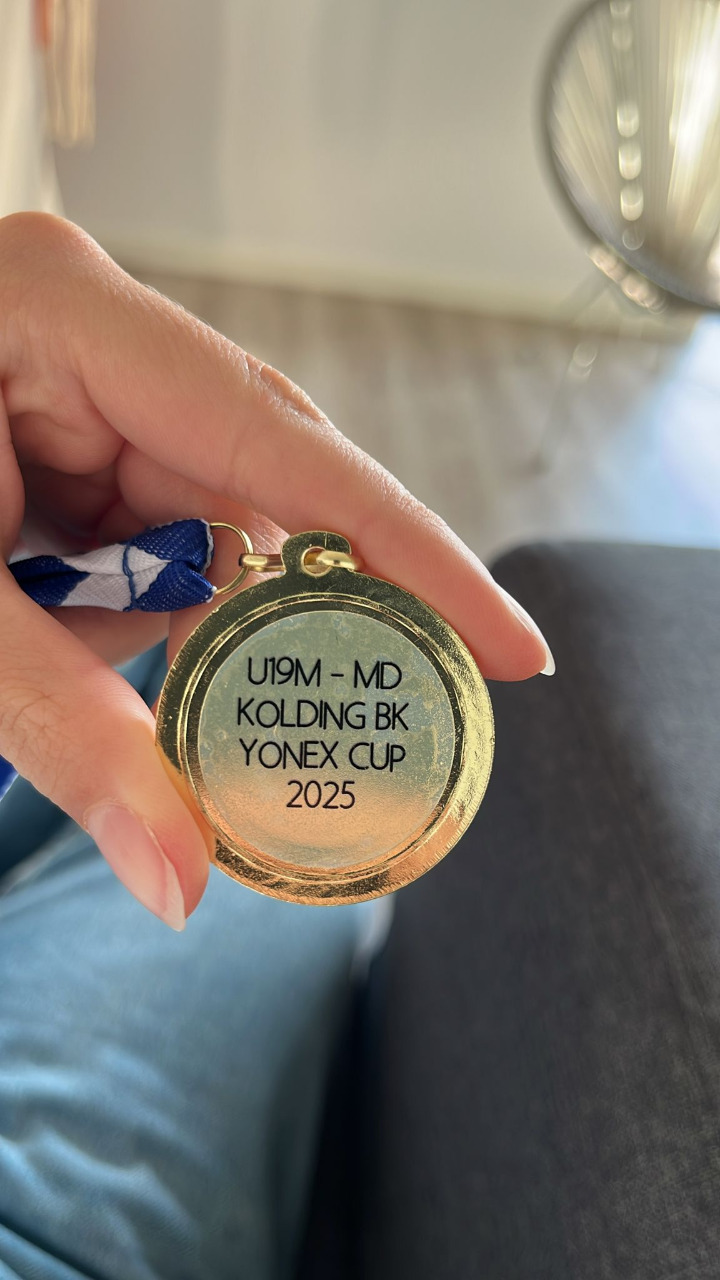 U19M - MD
KOLDING BK
YONEX CUP
2025